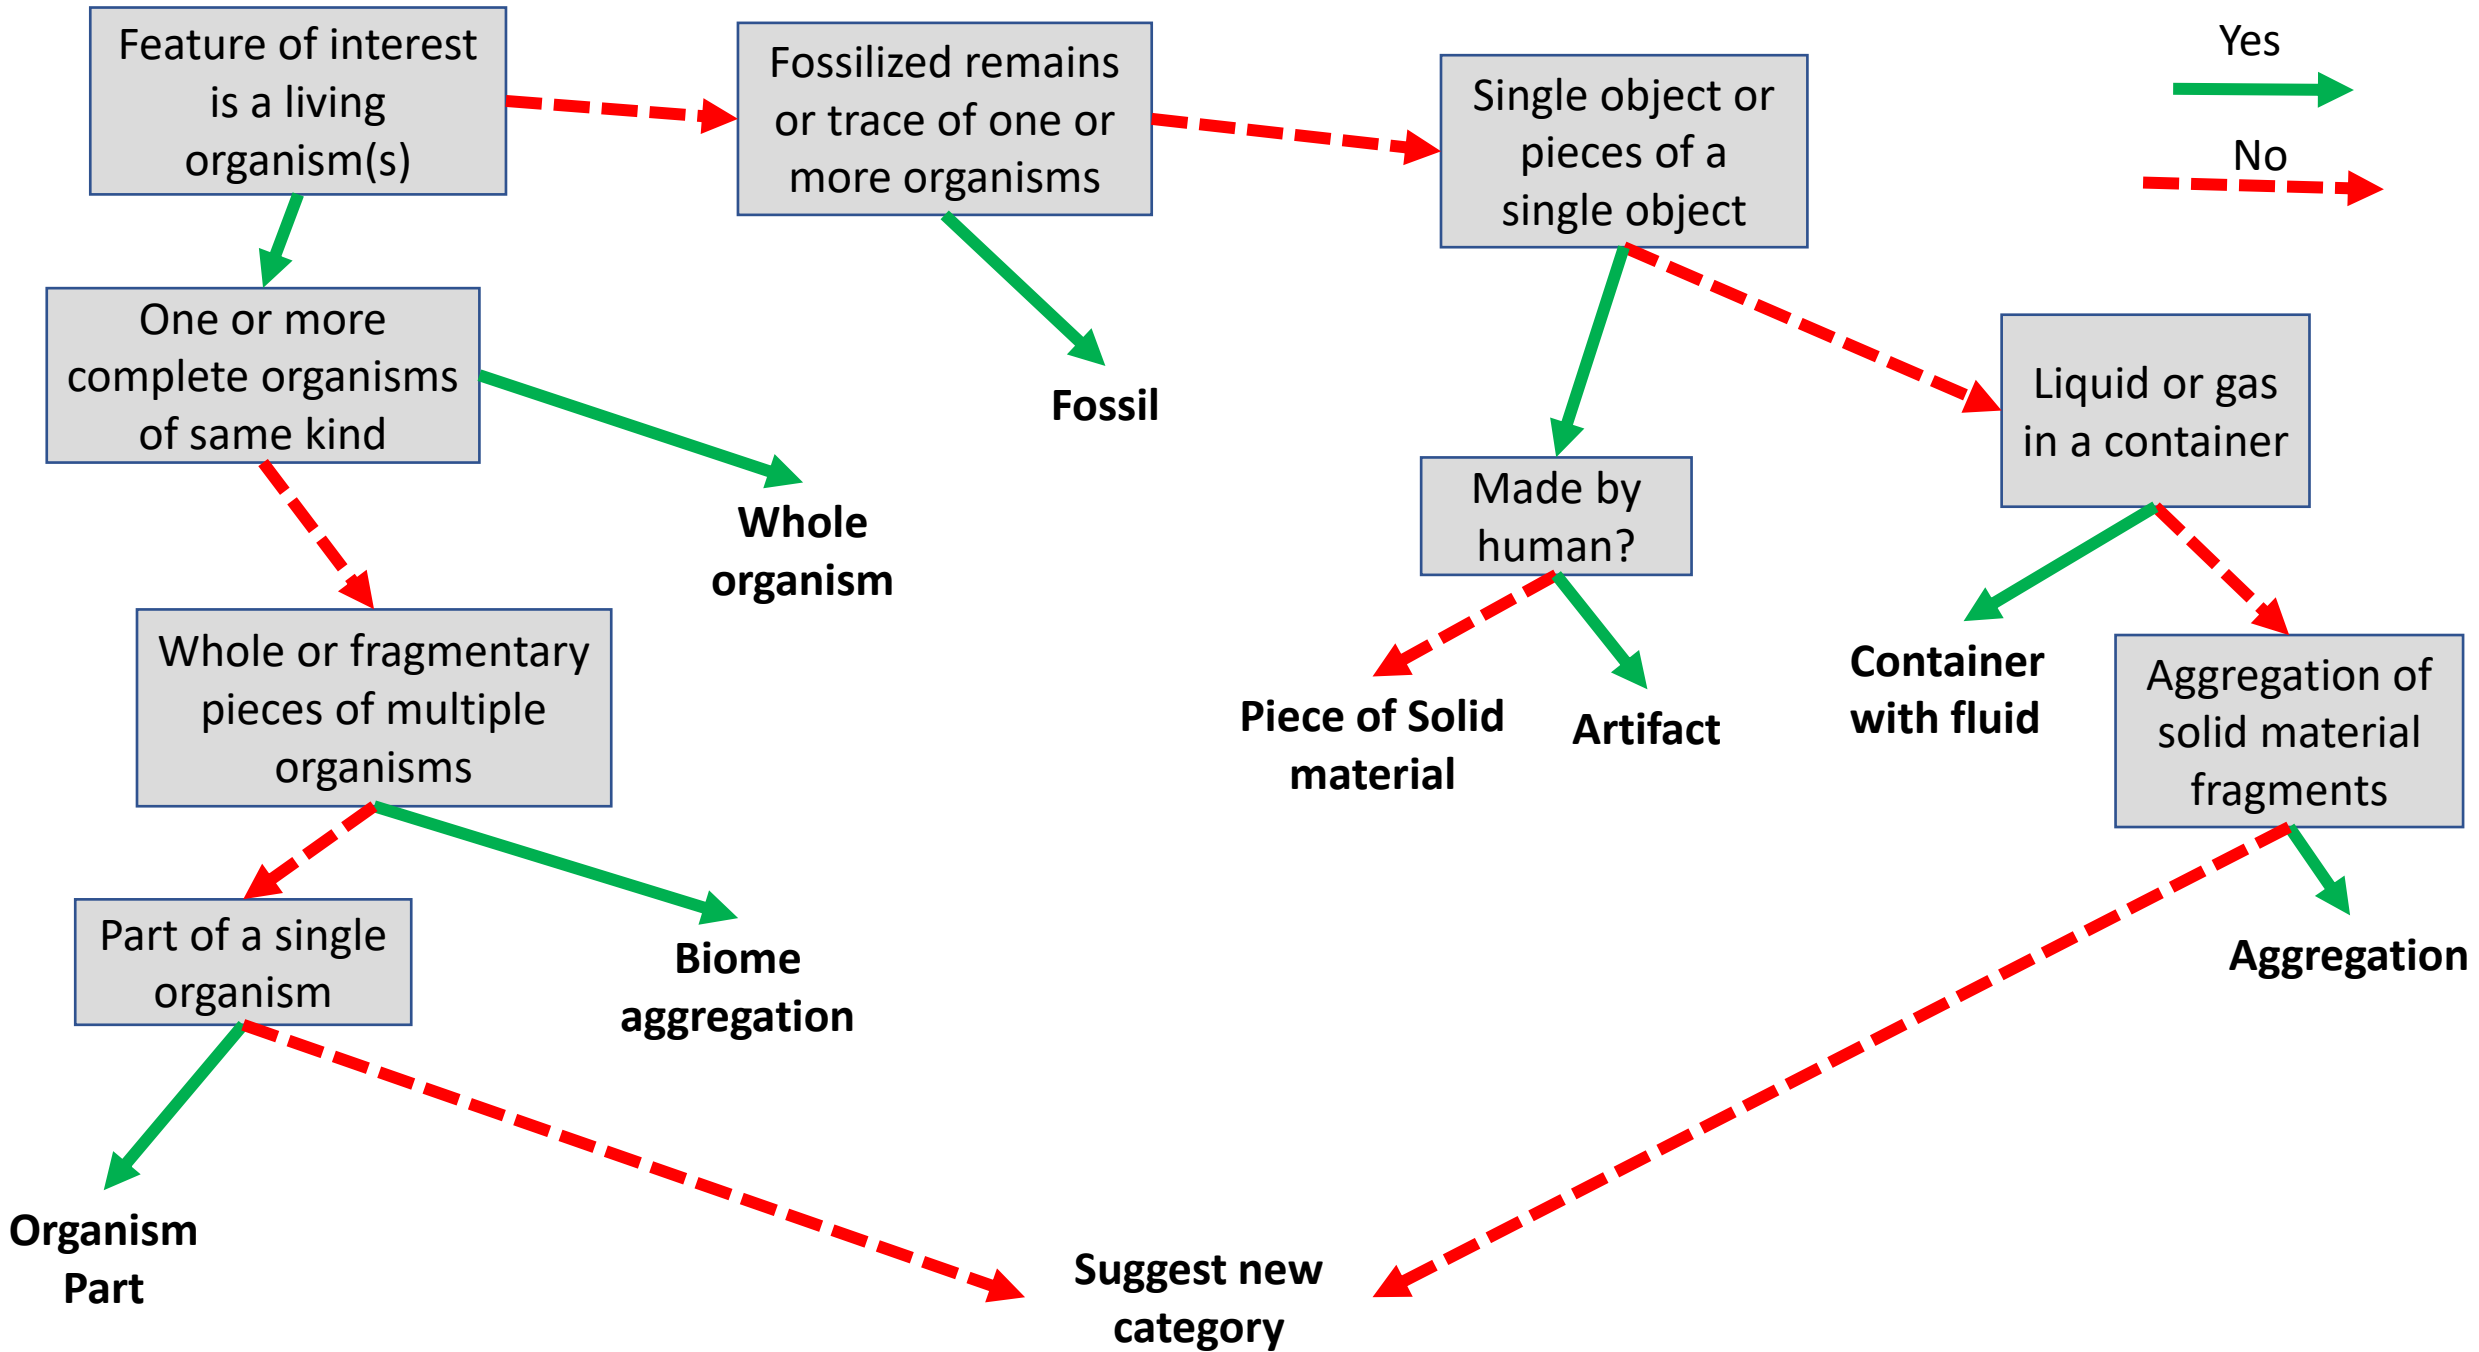 Feature of interest
is a living
organism(s)
Fossilized remains
or trace of one or
more organisms
Single object or
pieces of a
single object
Yes
No
One or more
complete organisms
of same kind
Fossil
Liquid or gas
in a container
Whole
organism
Made by
human?
Whole or fragmentary
pieces of multiple
organisms
Piece of Solid
material
Artifact
Container
with fluid
Aggregation of
solid material
fragments
Part of a single
organism
Biome
aggregation
Aggregation
Organism
Part
Suggest new
category